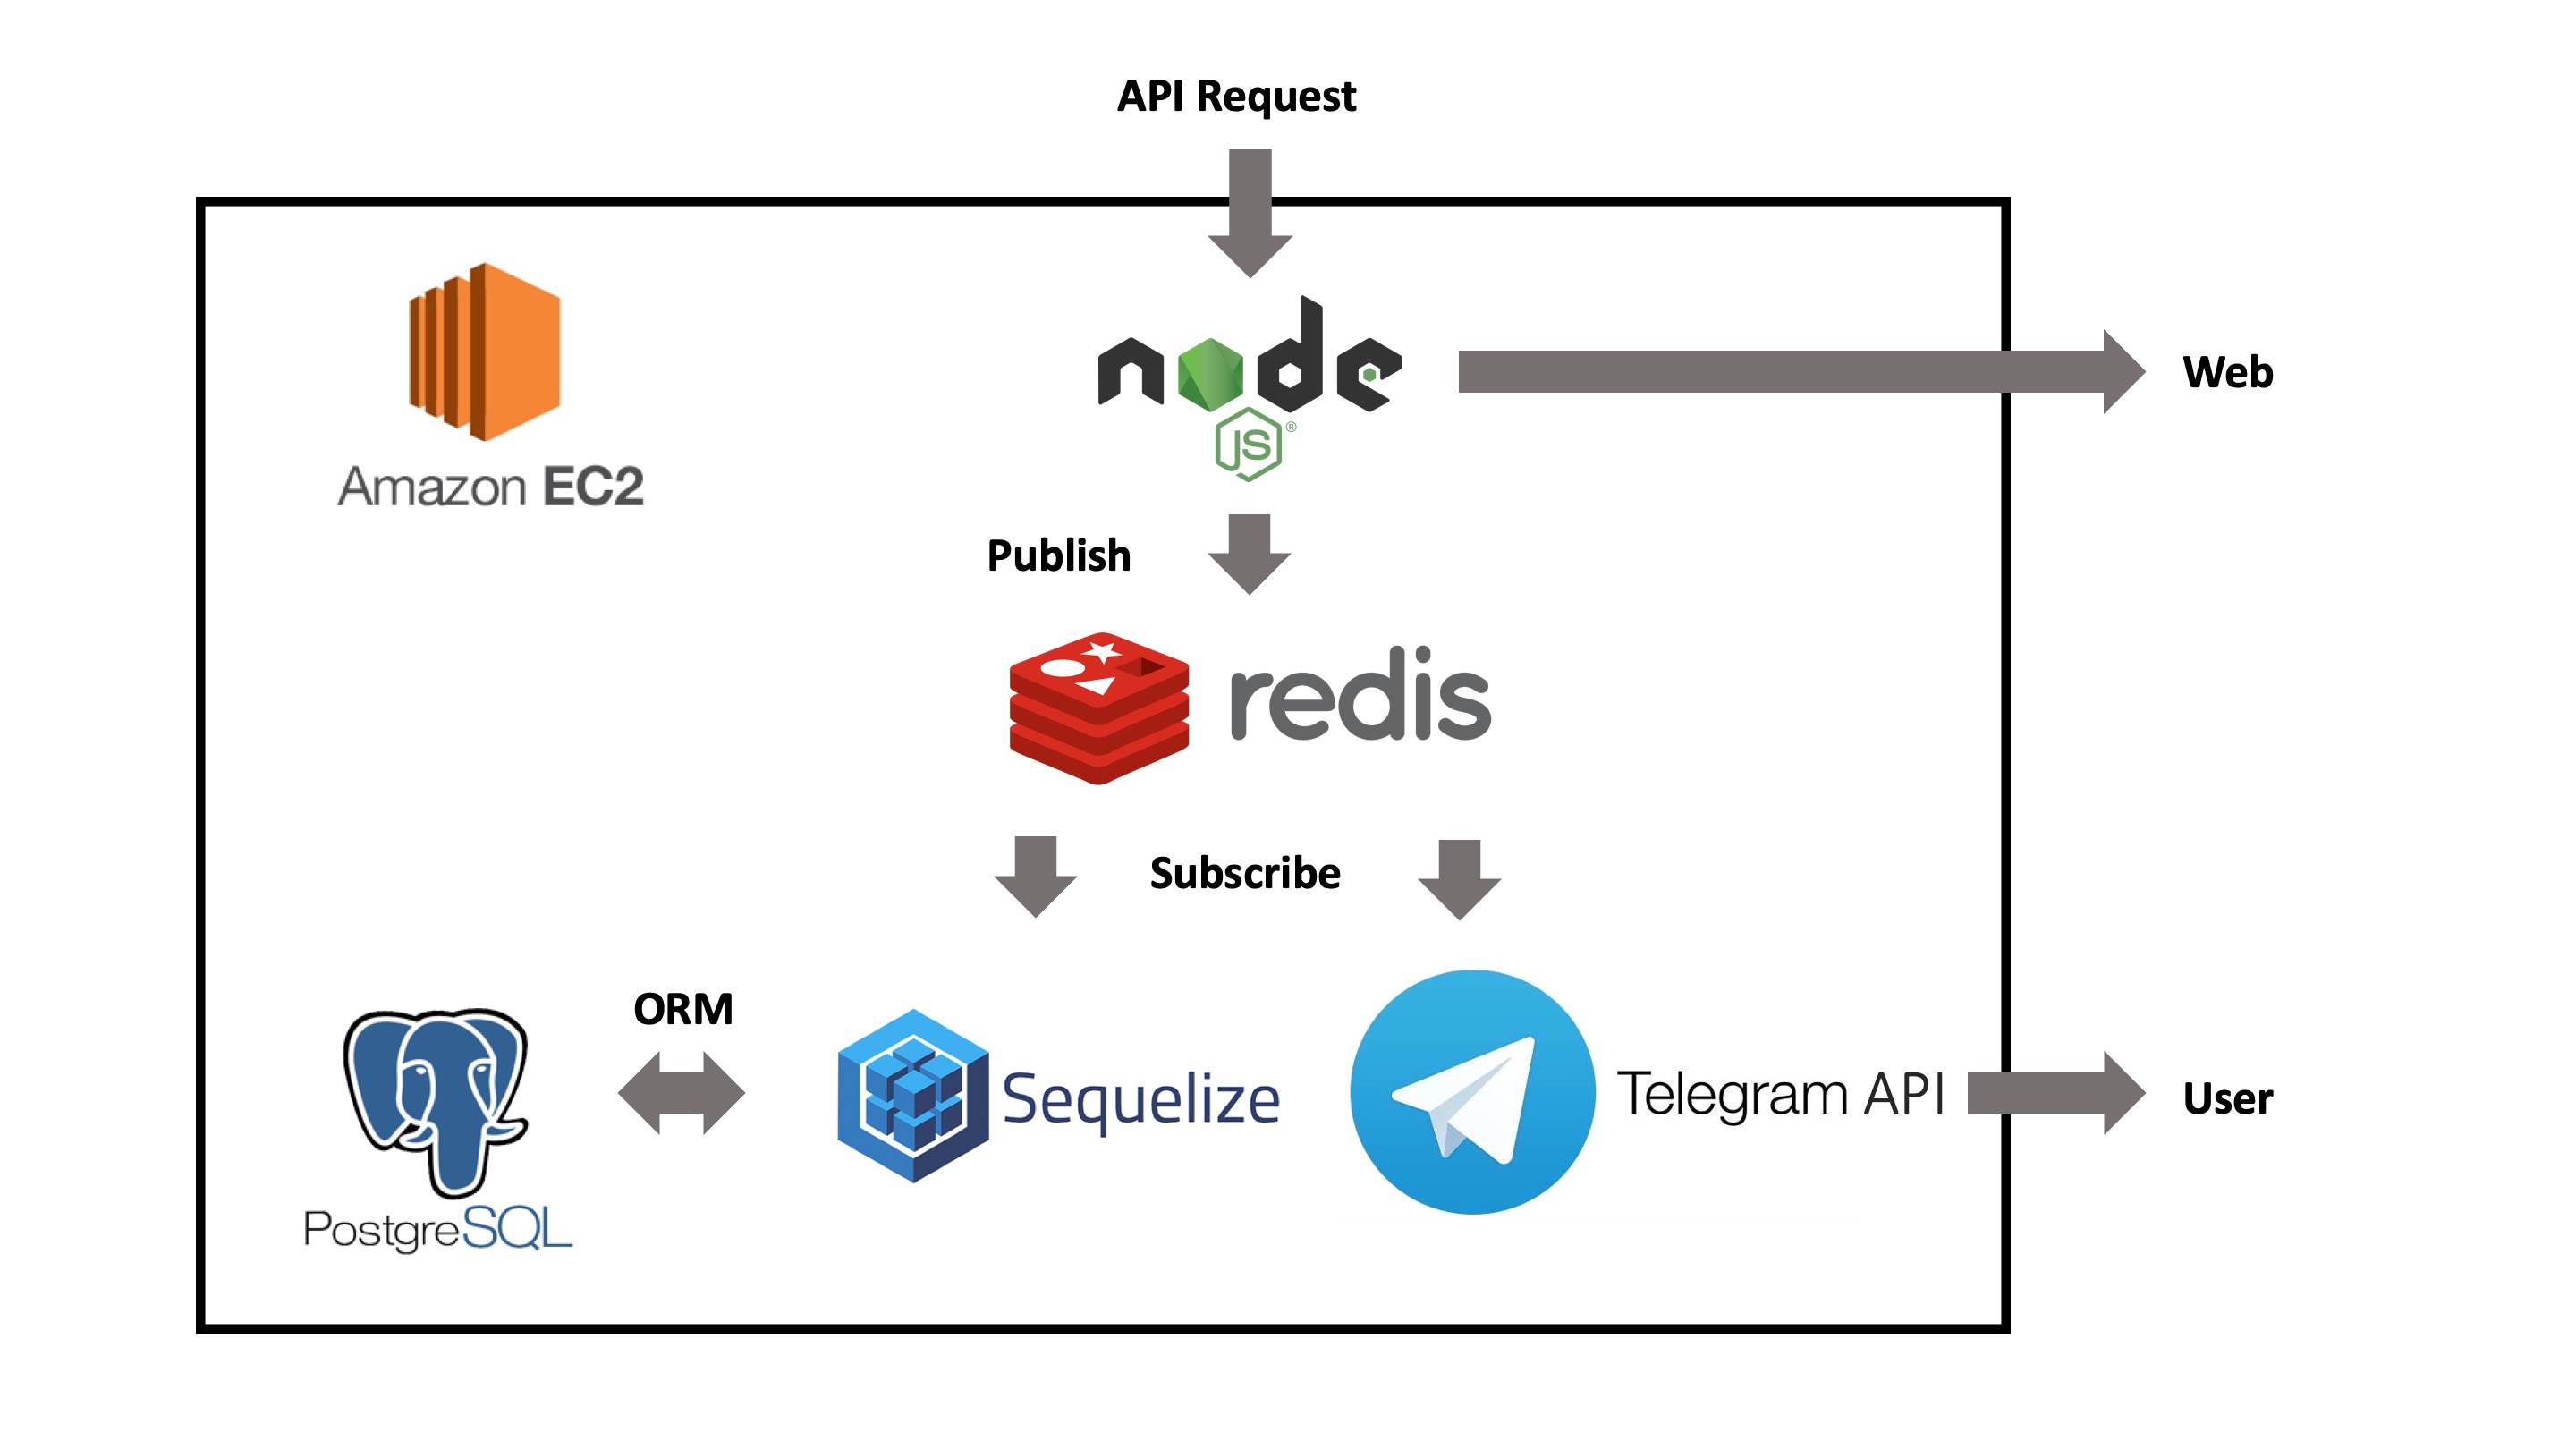 API Request
Amazon EC2
node
JS®
Web
Publish
redis
Subscribe
ORM
PostgreSQL
Sequelize
Telegram API
User